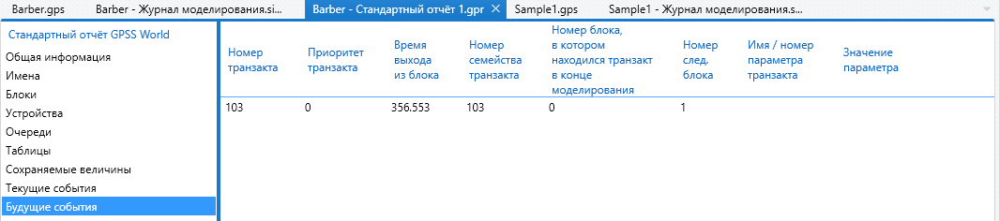 Barber.gps
Barber - Журнал моделирования.si...
Barber - Стандартный отчёт 1.gpr
Sample1.gps
Sample1 - Журнал моделирования.s...
Стандартный отчёт GPSS World
Общая информация
Имена
Блоки
Устройства
Очереди
Таблицы
Сохраняемые величины
Текущие события
Будущие события
Номер
транзакта
Приоритет
транзакта
Время
выхода
из блока
Номер
семейства
транзакта
Номер блока,
в котором
находился транзакт
в конце
моделирования
Номер
след.
блока
Имя / номер
параметра
транзакта
Значение
параметра
103 0 356.553 103 0 1